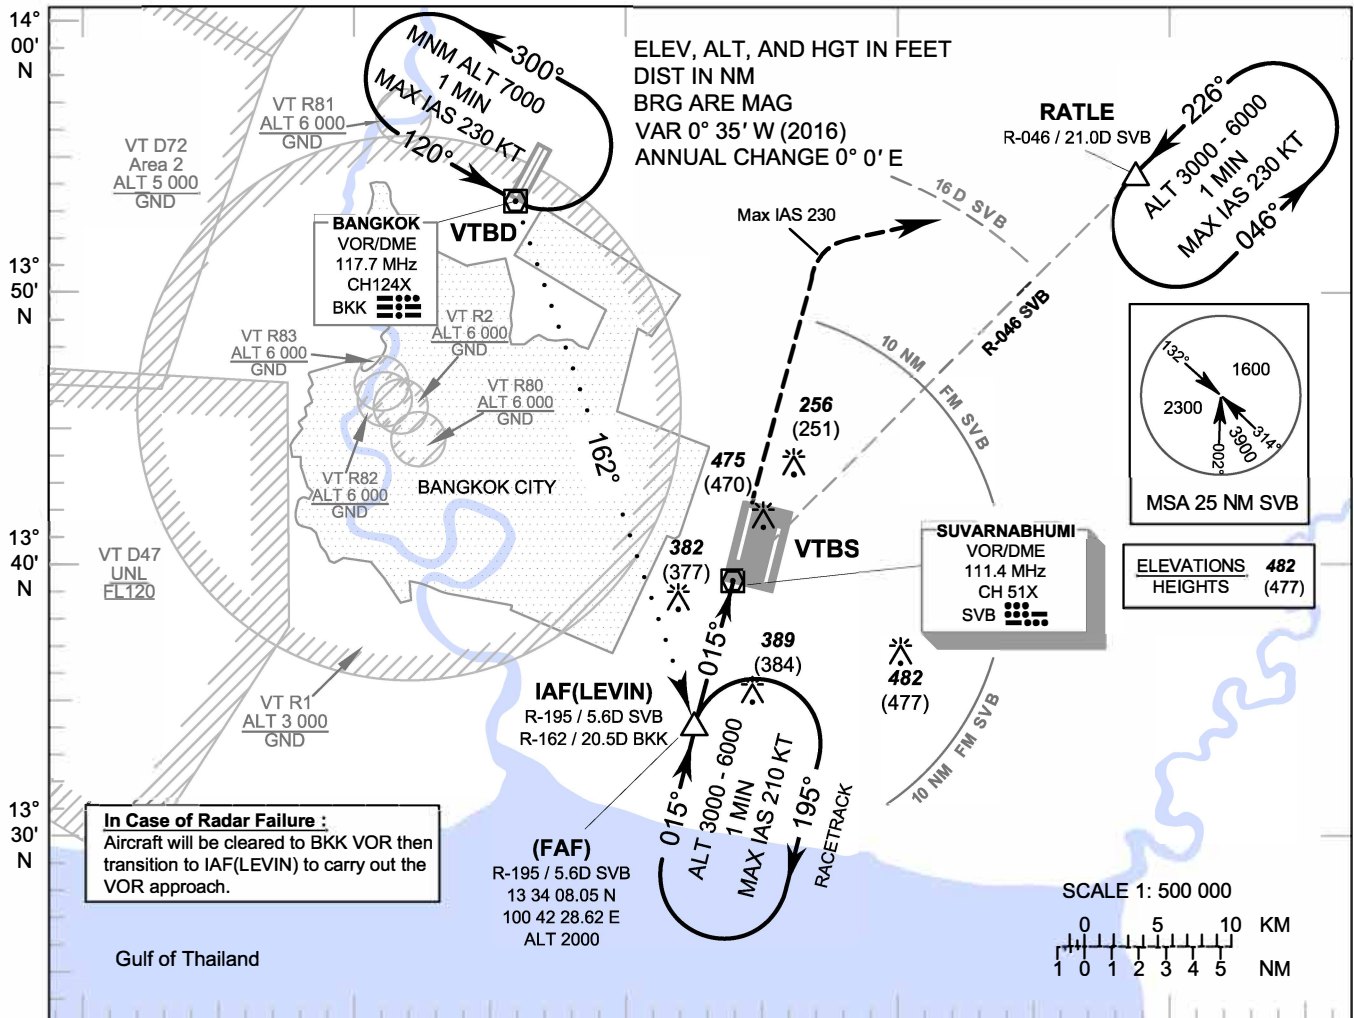 14°
00'
N
13°
50'
N
13°
40'
N
13°
30'
N
MNM ALT 7000
1 MIN
MAX IAS 230 KT
300°
120°
ELEV, ALT, AND HGT IN FEET
DIST IN NM
BRG ARE MAG
VAR 0° 35' W (2016)
ANNUAL CHANGE 0° 0' E
RATLE
R-046 / 21.0D SVB
226°
ALT 3000 - 6000
1 MIN
MAX IAS 230 KT
046°
VT R81
ALT 6 000
GND
VT D72
Area 2
ALT 5 000
GND
BANGKOK
VOR/DME
117.7 MHz
CH124X
BKK
VTBD
Max IAS 230
16 D SVB
R-046 SVB
10 NM FM SVB
VT R83
ALT 6 000
GND
VT R2
ALT 6 000
GND
VT R80
ALT 6 000
GND
VT R82
ALT 6 000
GND
BANGKOK CITY
162°
256
(251)
475
(470)
132°
1600
2300
3900
314°
002°
MSA 25 NM SVB
SUVARNABHUMI
VOR/DME
111.4 MHz
CH 51X
SVB
VTBS
ELEVATIONS 482
HEIGHTS (477)
VT D47
UNL
FL120
382
(377)
389
(384)
482
(477)
10 NM FM SVB
015°
IAF(LEVIN)
R-195 / 5.6D SVB
R-162 / 20.5D BKK
VT R1
ALT 3 000
GND
015°
ALT 3000 - 6000
1 MIN
MAX IAS 210 KT
195°
RACETRACK
(FAF)
R-195 / 5.6D SVB
13 34 08.05 N
100 42 28.62 E
ALT 2000
In Case of Radar Failure :
Aircraft will be cleared to BKK VOR then
transition to IAF(LEVIN) to carry out the
VOR approach.
Gulf of Thailand
SCALE 1: 500 000
0 5 10 KM
1 0 1 2 3 4 5 NM